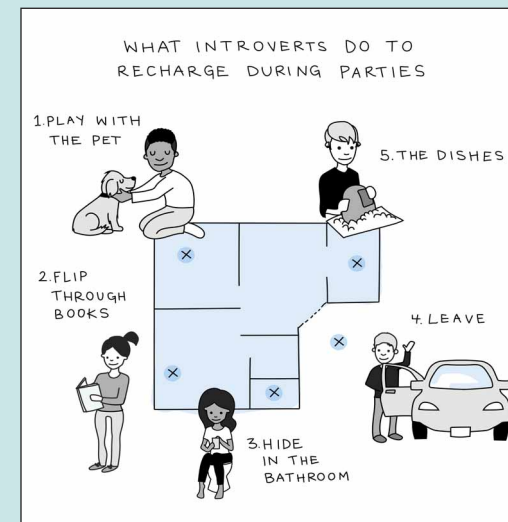 WHAT INTROVERTS DO TO
RECHARGE DURING PARTIES
1.PLAY WITH
THE PET
5.THE DISHES
2.FLIP
THROUGH
BOOKS
4.LEAVE
3.HIDE
IN THE
BATHROOM